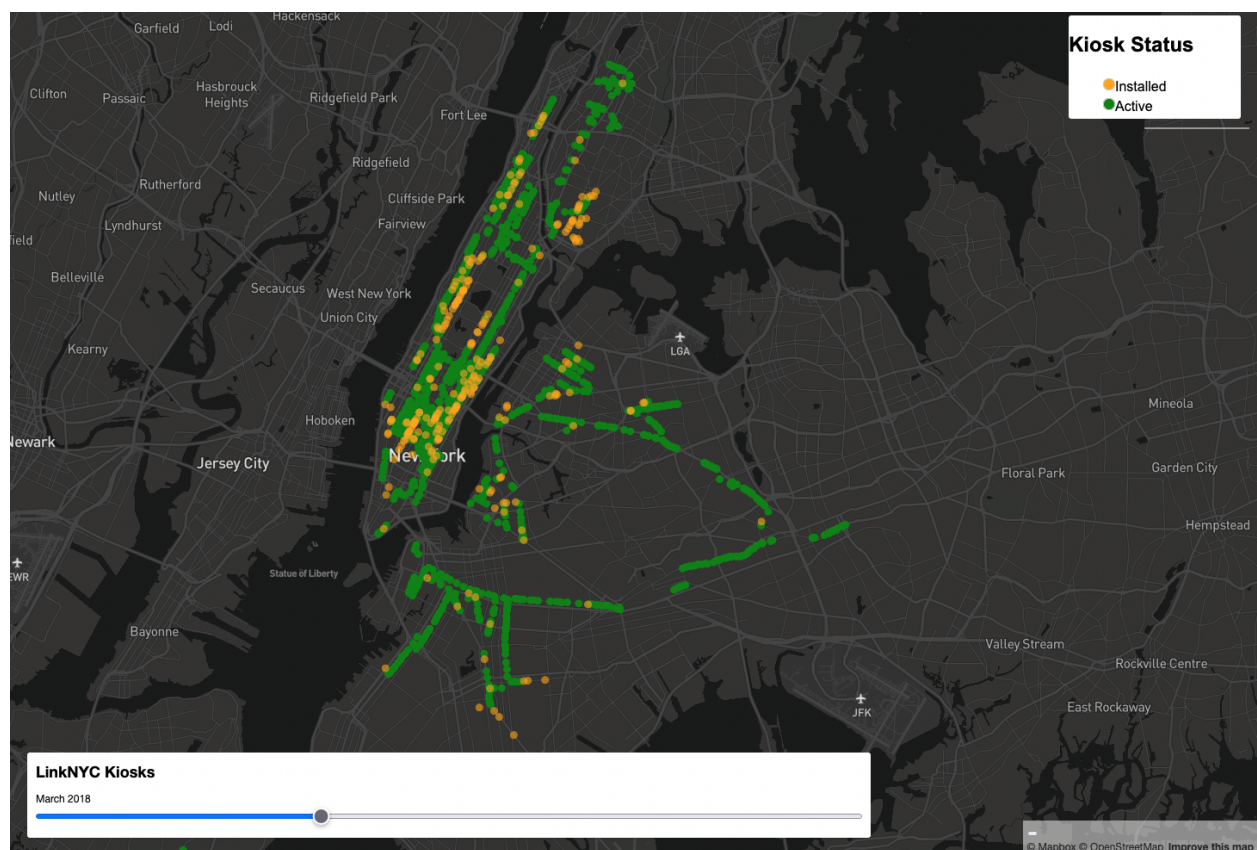 Hackensack
Garfield
Lodi
Kiosk Status
Installed
Active
Clifton
Passaic
Hasbrouck
Heights
Ridgefield Park
Fort Lee
Ridgefield
Nutley
Rutherford
Cliffside Park
Lyndhurst
Fairview
field
Belleville
Secaucus
West New York
Union City
Kearny
LGA
Mineola
Hoboken
Newark
Jersey City
New York
Floral Park
Garden City
Hempstead
EWR
Statue of Liberty
Bayonne
Valley Stream
Rockville Centre
East Rockaway
JFK
LinkNYC Kiosks
March 2018
© Mapbox © OpenStreetMap Improve this map